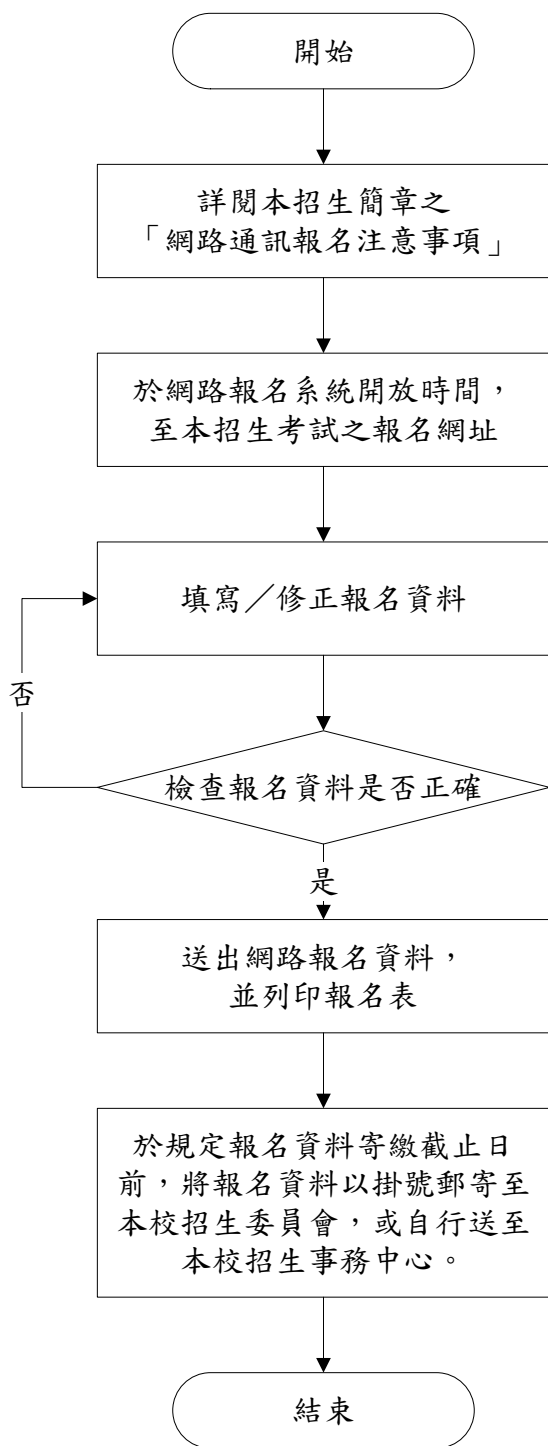 開始
詳閱本招生簡章之
「網路通訊報名注意事項」
於網路報名系統開放時間，
至本招生考試之報名網址
填寫／修正報名資料
否
檢查報名資料是否正確
是
送出網路報名資料，
並列印報名表
於規定報名資料寄繳截止日
前，將報名資料以掛號郵寄至
本校招生委員會，或自行送至
本校招生事務中心。
結束